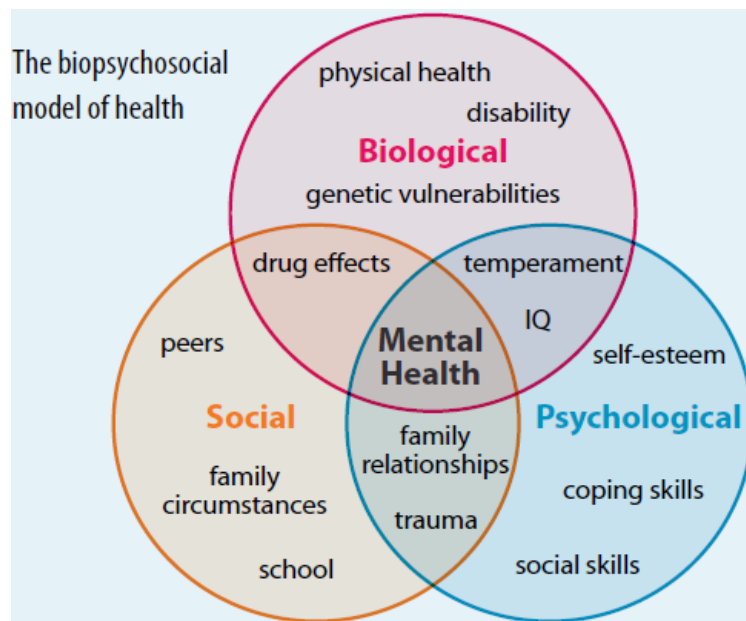 The biopsychosocial
model of health
physical health
disability
Biological
genetic vulnerabilities
drug effects
temperament
IQ
peers
Mental
Health
self-esteem
Social
Psychological
family
relationships
family
circumstances
coping skills
trauma
school
social skills